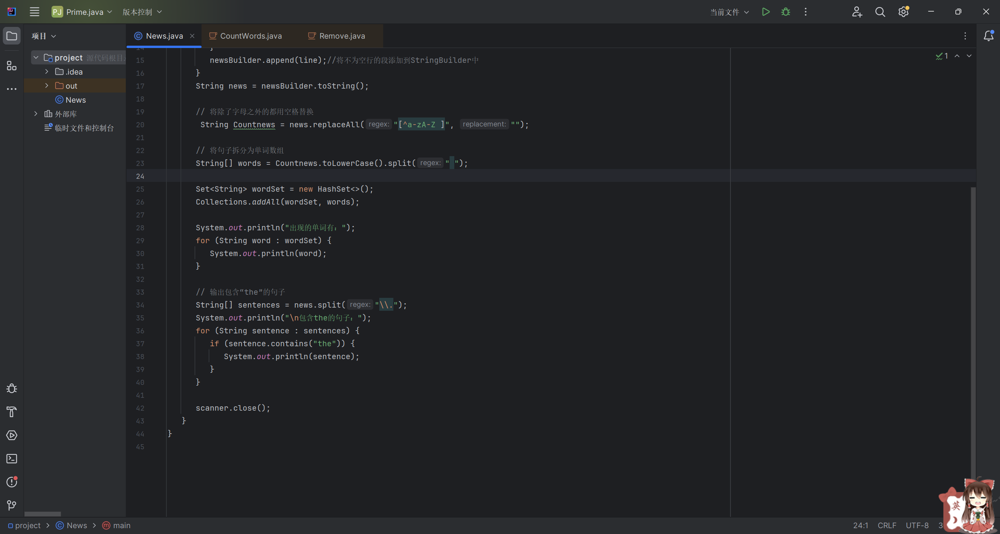 PJ Prime.java 版本控制 当前文件
项目
News.java CountWords.java Remove.java
project 源代码根目录
.idea
out
News
外部库
临时文件和控制台
1
14 }
15 newsBuilder.append(line);//将不为空行的段添加到StringBuilder中
16 }
17 String news = newsBuilder.toString();
18
19 // 将除了字母之外的都用空格替换
20 String Countnews = news.replaceAll( regex: "[^a-zA-Z ]", replacement: "");
21
22 // 将句子拆分为单词数组
23 String[] words = Countnews.toLowerCase().split( regex: " ");
24
25 Set<String> wordSet = new HashSet<>();
26 Collections.addAll(wordSet, words);
27
28 System.out.println("出现的单词有：");
29 for (String word : wordSet) {
30 System.out.println(word);
31 }
32
33 // 输出包含“the”的句子
34 String[] sentences = news.split( regex: "\\.");
35 System.out.println("\n包含the的句子：");
36 for (String sentence : sentences) {
37 if (sentence.contains("the")) {
38 System.out.println(sentence);
39 }
40 }
41
42 scanner.close();
43 }
44 }
45
英
project > News > main
24:1 CRLF UTF-8 3